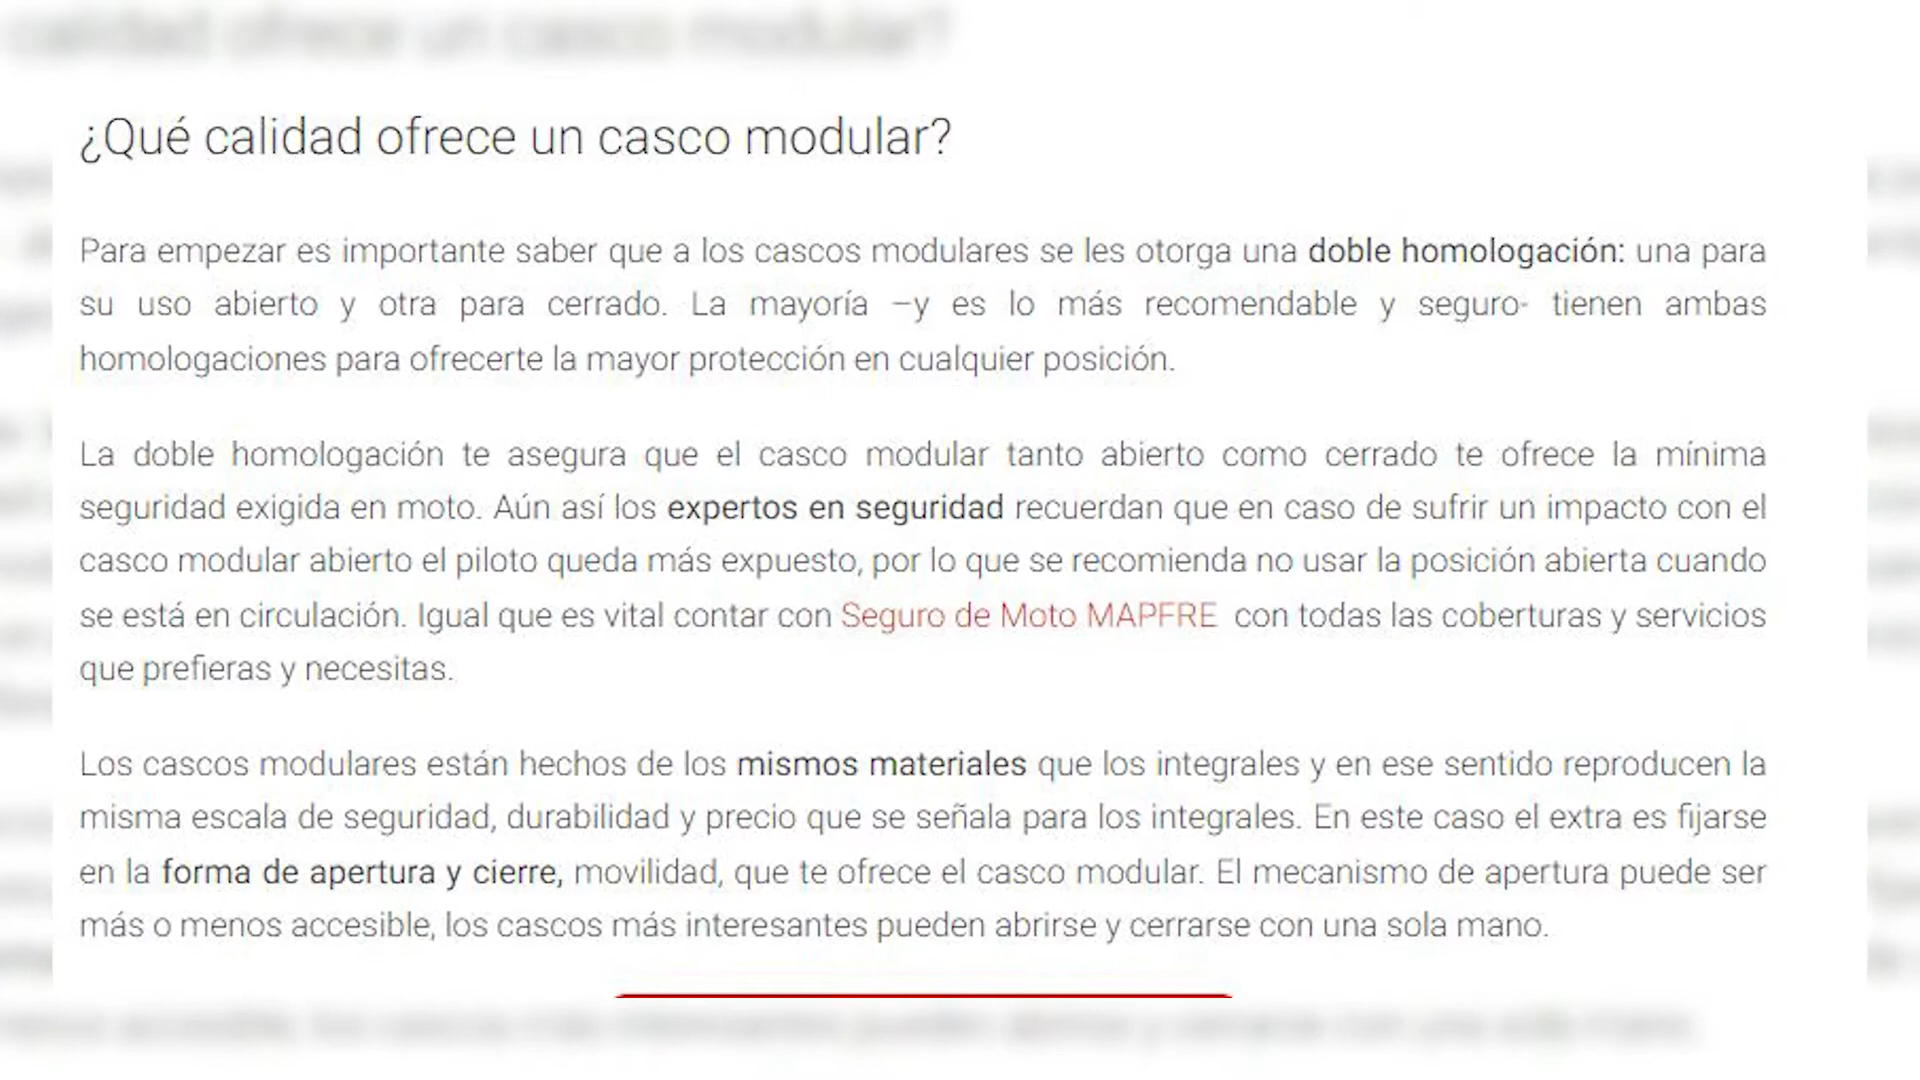 ¿Qué calidad ofrece un casco modular?
Para empezar es importante saber que a los cascos modulares se les otorga una doble homologación: una para
su uso abierto y otra para cerrado. La mayoría –y es lo más recomendable y seguro- tienen ambas
homologaciones para ofrecerte la mayor protección en cualquier posición.
La doble homologación te asegura que el casco modular tanto abierto como cerrado te ofrece la mínima
seguridad exigida en moto. Aún así los expertos en seguridad recuerdan que en caso de sufrir un impacto con el
casco modular abierto el piloto queda más expuesto, por lo que se recomienda no usar la posición abierta cuando
se está en circulación. Igual que es vital contar con Seguro de Moto MAPFRE con todas las coberturas y servicios
que prefieras y necesitas.
Los cascos modulares están hechos de los mismos materiales que los integrales y en ese sentido reproducen la
misma escala de seguridad, durabilidad y precio que se señala para los integrales. En este caso el extra es fijarse
en la forma de apertura y cierre, movilidad, que te ofrece el casco modular. El mecanismo de apertura puede ser
más o menos accesible, los cascos más interesantes pueden abrirse y cerrarse con una sola mano.